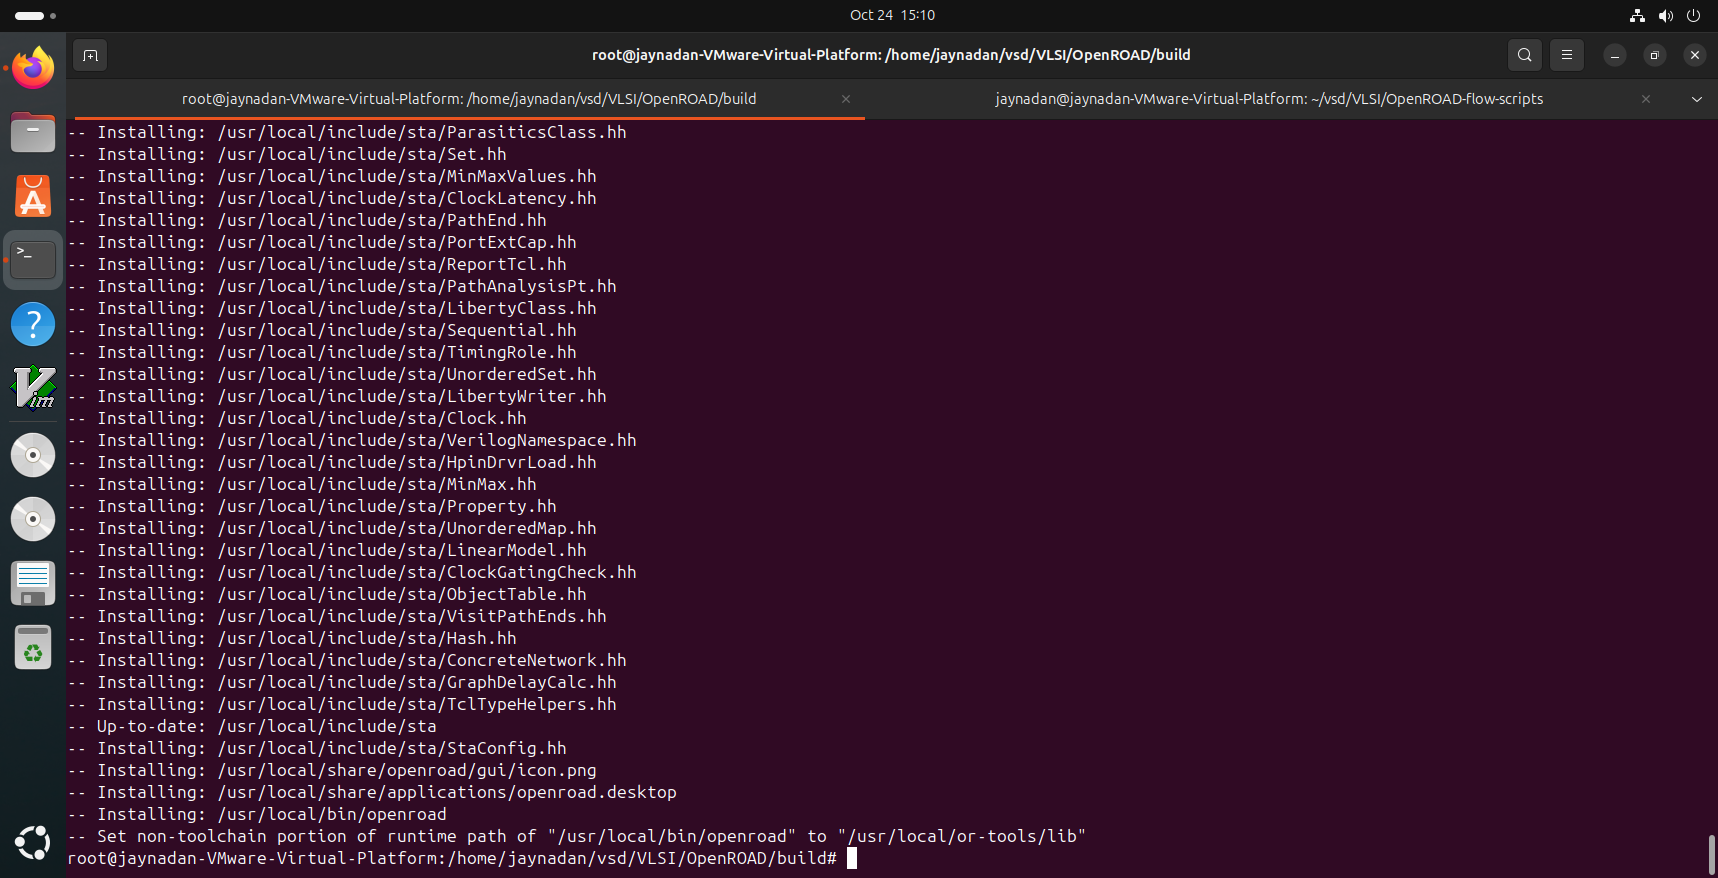 Oct 24 15:10
root@jaynadan-VMware-Virtual-Platform: /home/jaynadan/vsd/VLSI/OpenROAD/build
root@jaynadan-VMware-Virtual-Platform: /home/jaynadan/vsd/VLSI/OpenROAD/build
jaynadan@jaynadan-VMware-Virtual-Platform: ~/vsd/VLSI/OpenROAD-flow-scripts
-- Installing: /usr/local/include/sta/ParasiticsClass.hh
-- Installing: /usr/local/include/sta/Set.hh
-- Installing: /usr/local/include/sta/MinMaxValues.hh
-- Installing: /usr/local/include/sta/ClockLatency.hh
-- Installing: /usr/local/include/sta/PathEnd.hh
-- Installing: /usr/local/include/sta/PortExtCap.hh
-- Installing: /usr/local/include/sta/ReportTcl.hh
-- Installing: /usr/local/include/sta/PathAnalysisPt.hh
-- Installing: /usr/local/include/sta/LibertyClass.hh
-- Installing: /usr/local/include/sta/Sequential.hh
-- Installing: /usr/local/include/sta/TimingRole.hh
-- Installing: /usr/local/include/sta/UnorderedSet.hh
-- Installing: /usr/local/include/sta/LibertyWriter.hh
-- Installing: /usr/local/include/sta/Clock.hh
-- Installing: /usr/local/include/sta/VerilogNamespace.hh
-- Installing: /usr/local/include/sta/HpinDrvrLoad.hh
-- Installing: /usr/local/include/sta/MinMax.hh
-- Installing: /usr/local/include/sta/Property.hh
-- Installing: /usr/local/include/sta/UnorderedMap.hh
-- Installing: /usr/local/include/sta/LinearModel.hh
-- Installing: /usr/local/include/sta/ClockGatingCheck.hh
-- Installing: /usr/local/include/sta/ObjectTable.hh
-- Installing: /usr/local/include/sta/VisitPathEnds.hh
-- Installing: /usr/local/include/sta/Hash.hh
-- Installing: /usr/local/include/sta/ConcreteNetwork.hh
-- Installing: /usr/local/include/sta/GraphDelayCalc.hh
-- Installing: /usr/local/include/sta/TclTypeHelpers.hh
-- Up-to-date: /usr/local/include/sta
-- Installing: /usr/local/include/sta/StaConfig.hh
-- Installing: /usr/local/share/openroad/gui/icon.png
-- Installing: /usr/local/share/applications/openroad.desktop
-- Installing: /usr/local/bin/openroad
-- Set non-toolchain portion of runtime path of "/usr/local/bin/openroad" to "/usr/local/or-tools/lib"
root@jaynadan-VMware-Virtual-Platform:/home/jaynadan/vsd/VLSI/OpenROAD/build#